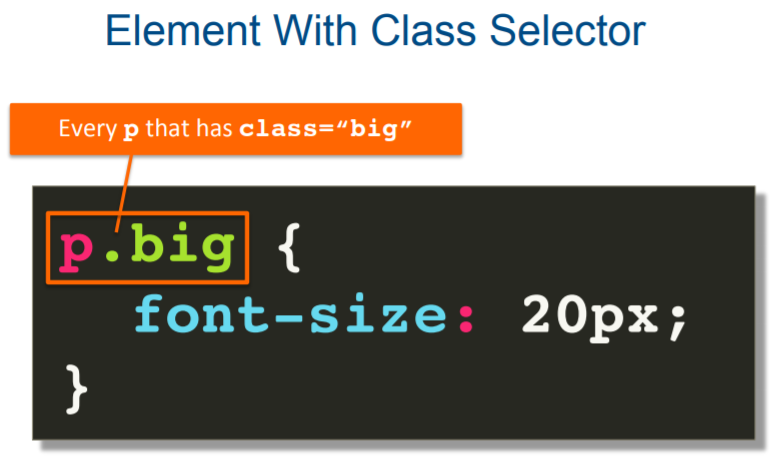 Element With Class Selector
Every p that has class=“big”
p.big {
font-size: 20px;
}